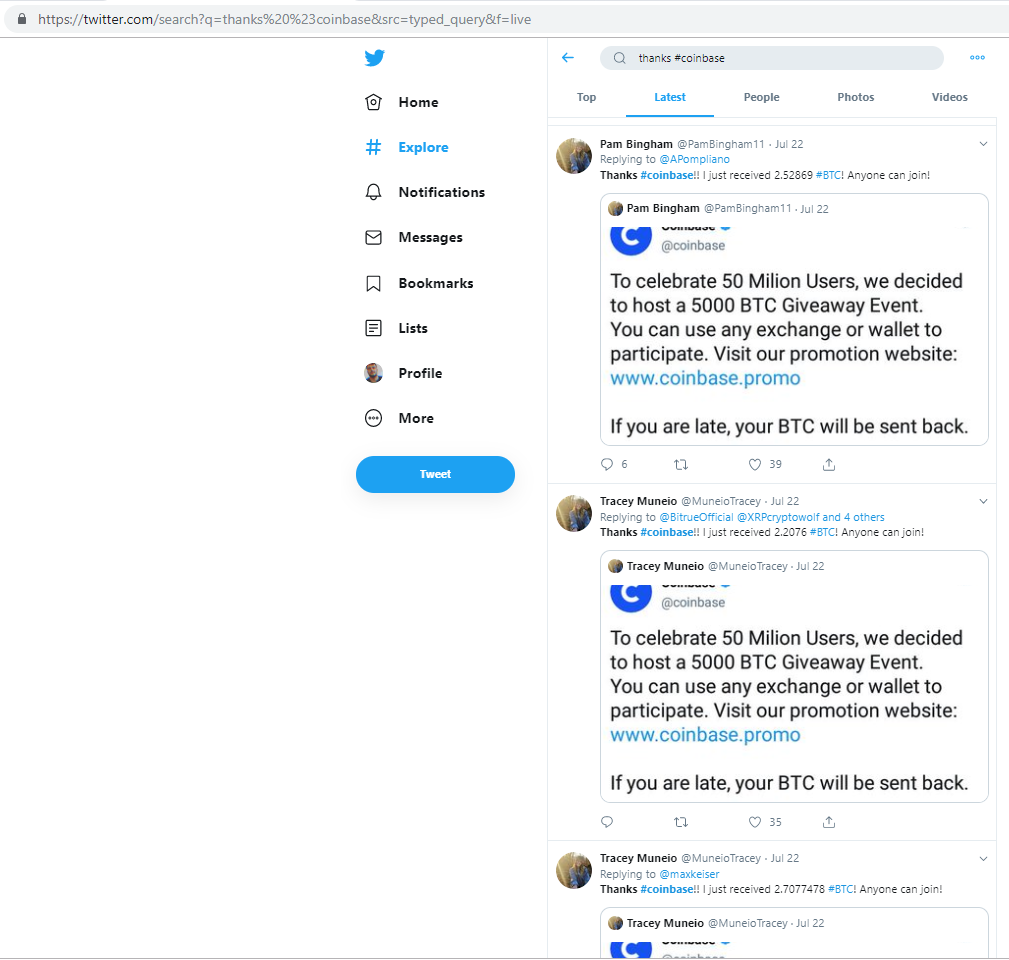 https://twitter.com/search?q=thanks%20%23coinbase&src=typed_query&f=live
thanks #coinbase
Top
Latest
People
Photos
Videos
Home
Explore
Notifications
Messages
Bookmarks
Lists
Profile
More
Tweet
Pam Bingham @PamBingham11 · Jul 22
Replying to @APompliano
Thanks #coinbase!! I just received 2.52869 #BTC! Anyone can join!
Pam Bingham @PamBingham11 · Jul 22
Coinbase
@coinbase
To celebrate 50 Milion Users, we decided
to host a 5000 BTC Giveaway Event.
You can use any exchange or wallet to
participate. Visit our promotion website:
www.coinbase.promo
If you are late, your BTC will be sent back.
6
39
Tracey Muneio @MuneioTracey · Jul 22
Replying to @BitrueOfficial @XRPcryptowolf and 4 others
Thanks #coinbase!! I just received 2.2076 #BTC! Anyone can join!
Tracey Muneio @MuneioTracey · Jul 22
Coinbase
@coinbase
To celebrate 50 Milion Users, we decided
to host a 5000 BTC Giveaway Event.
You can use any exchange or wallet to
participate. Visit our promotion website:
www.coinbase.promo
If you are late, your BTC will be sent back.
35
Tracey Muneio @MuneioTracey · Jul 22
Replying to @maxkeiser
Thanks #coinbase!! I just received 2.7077478 #BTC! Anyone can join!
Tracey Muneio @MuneioTracey · Jul 22
Coinbase
@coinbase